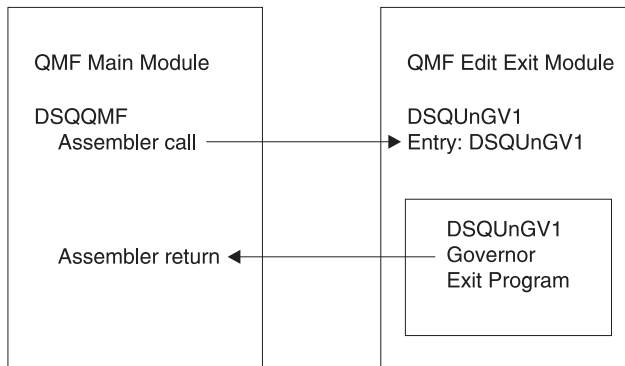 QMF Main Module
DSQQMF
Assembler call
Assembler return
QMF Edit Exit Module
DSQUnGV1
Entry: DSQUnGV1
DSQUnGV1
Governor
Exit Program